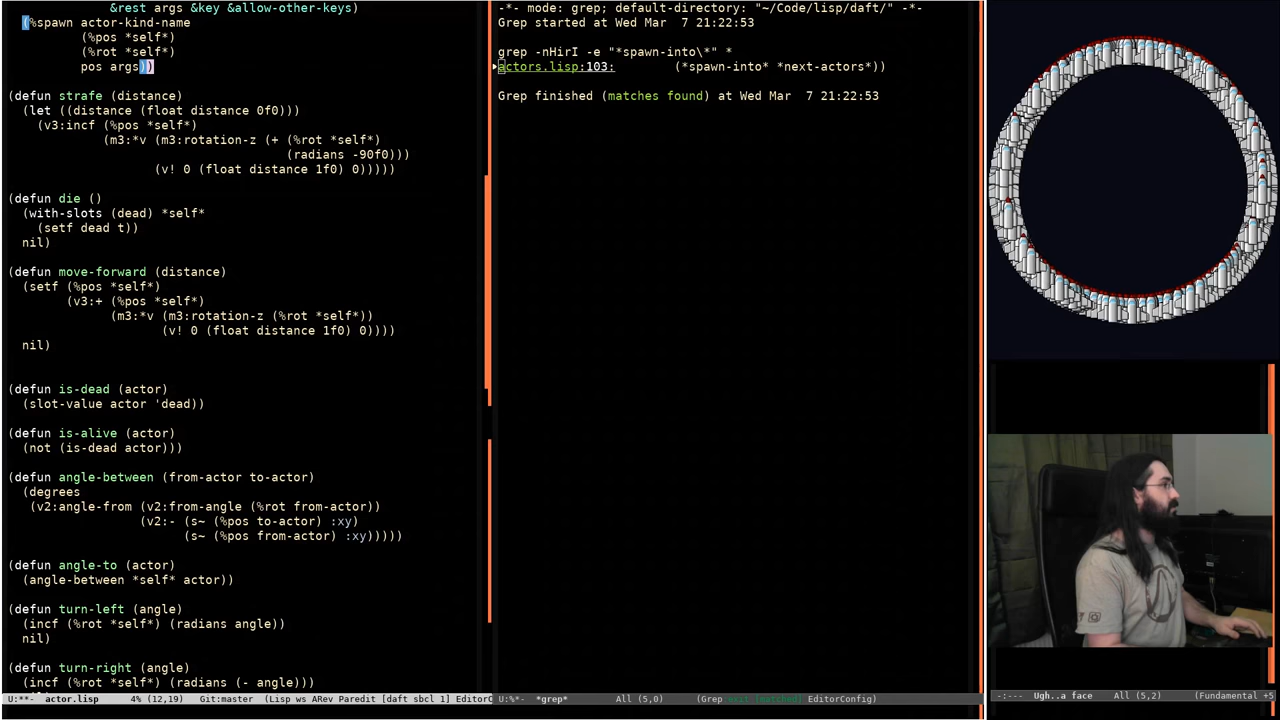 &rest args &key &allow-other-keys)
(%spawn actor-kind-name
(%pos *self*)
(%rot *self*)
pos args))
(defun strafe (distance)
(let ((distance (float distance 0f0)))
(v3:incf (%pos *self*)
(m3:*v (m3:rotation-z (+ (%rot *self*)
(radians -90f0)))
(v! 0 (float distance 1f0) 0)))))
(defun die ()
(with-slots (dead) *self*
(setf dead t))
nil)
(defun move-forward (distance)
(setf (%pos *self*)
(v3:+ (%pos *self*)
(m3:*v (m3:rotation-z (%rot *self*))
(v! 0 (float distance 1f0) 0))))
nil)
(defun is-dead (actor)
(slot-value actor 'dead))
(defun is-alive (actor)
(not (is-dead actor)))
(defun angle-between (from-actor to-actor)
(degrees
(v2:angle-from (v2:from-angle (%rot from-actor))
(v2:- (s~ (%pos to-actor) :xy)
(s~ (%pos from-actor) :xy)))))
(defun angle-to (actor)
(angle-between *self* actor))
(defun turn-left (angle)
(incf (%rot *self*) (radians angle))
nil)
(defun turn-right (angle)
(incf (%rot *self*) (radians (- angle)))
U:**- actor.lisp 4% (12,19) Git:master (Lisp ws ARev Paredit [daft sbcl 1] EditorC
-*- mode: grep; default-directory: "~/Code/lisp/daft/" -*-
Grep started at Wed Mar 7 21:22:53
grep -nHirI -e "*spawn-into\*" *
actors.lisp:103: (*spawn-into* *next-actors*))
Grep finished (matches found) at Wed Mar 7 21:22:53
U:%*- *grep* All (5,0) (Grep:exit [matched] EditorConfig)
-:--- Ugh..a face All (5,2) (Fundamental +5